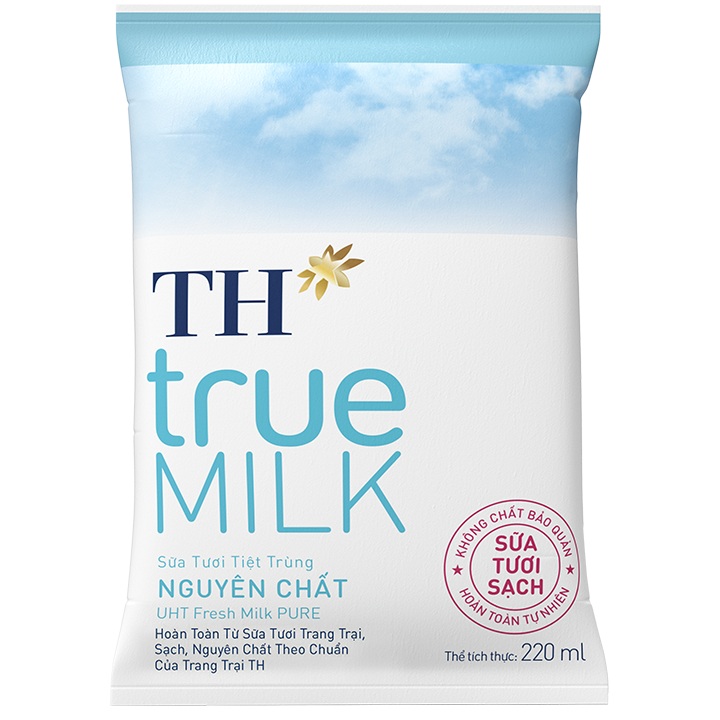 TH
true
MILK
Sữa Tươi Tiệt Trùng
NGUYÊN CHẤT
UHT Fresh Milk PURE
Hoàn Toàn Từ Sữa Tươi Trang Trại,
Sạch, Nguyên Chất Theo Chuẩn
Của Trang Trại TH
KHÔNG CHẤT BẢO QUẢN
SỮA
TƯƠI
SẠCH
HOÀN TOÀN TỰ NHIÊN
Thể tích thực: 220 ml